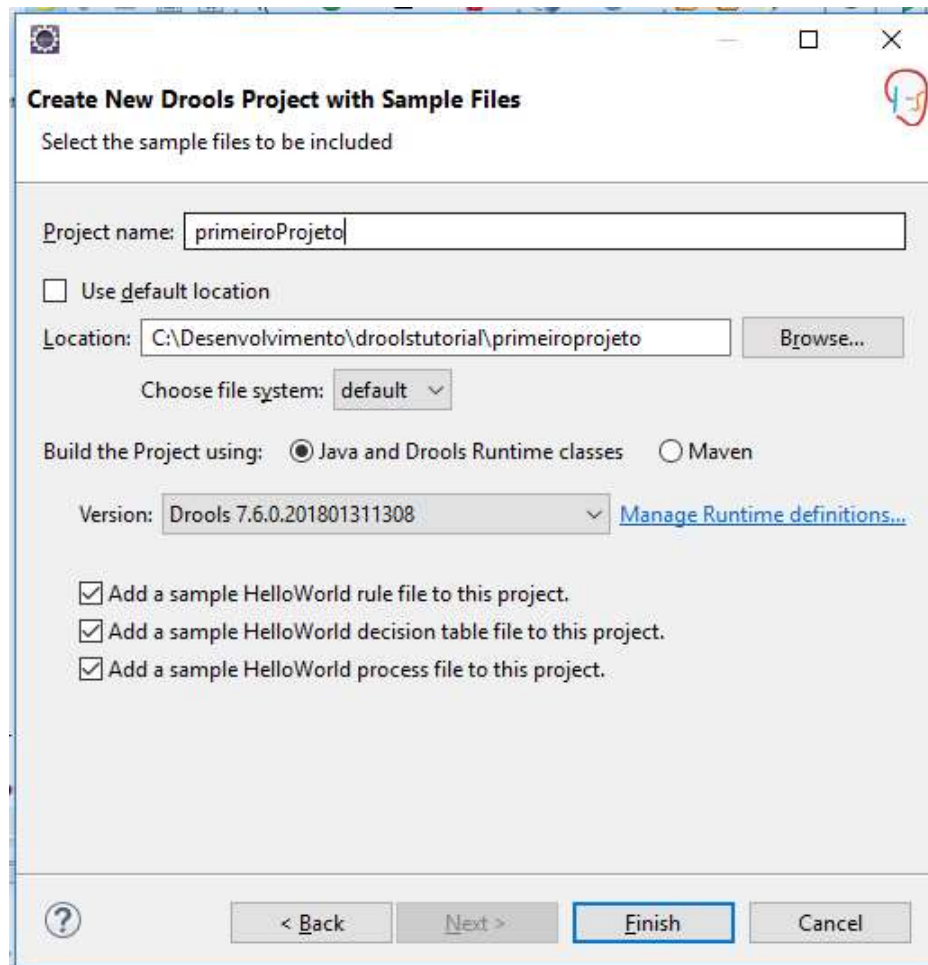 Create New Drools Project with Sample Files
Select the sample files to be included
Project name: primeiroProjeto
Use default location
Location: C:\Desenvolvimento\droolstutorial\primeiroprojeto Browse...
Choose file system: default
Build the Project using: Java and Drools Runtime classes Maven
Version: Drools 7.6.0.201801311308 Manage Runtime definitions...
Add a sample HelloWorld rule file to this project.
Add a sample HelloWorld decision table file to this project.
Add a sample HelloWorld process file to this project.
? < Back Next > Finish Cancel